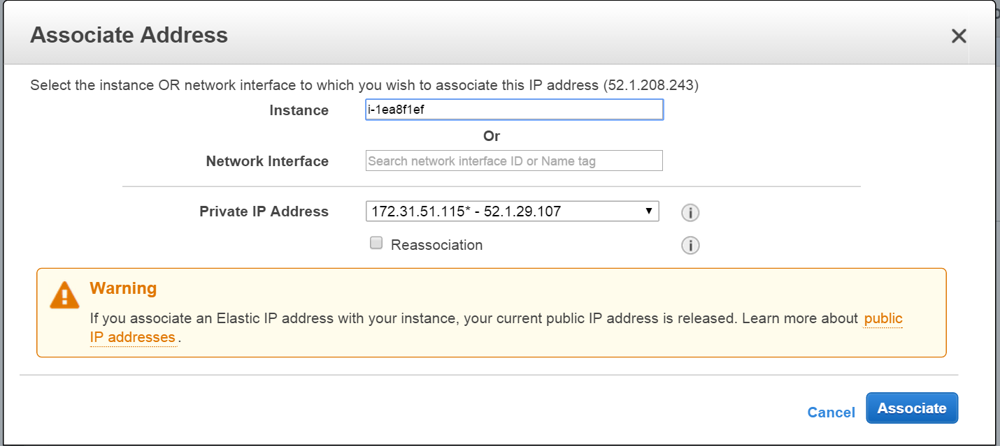 Associate Address
Select the instance OR network interface to which you wish to associate this IP address (52.1.208.243)
Instance i-1ea8f1ef
Or
Network Interface Search network interface ID or Name tag
Private IP Address 172.31.51.115* - 52.1.29.107
Reassociation
Warning
If you associate an Elastic IP address with your instance, your current public IP address is released. Learn more about public
IP addresses.
Cancel Associate